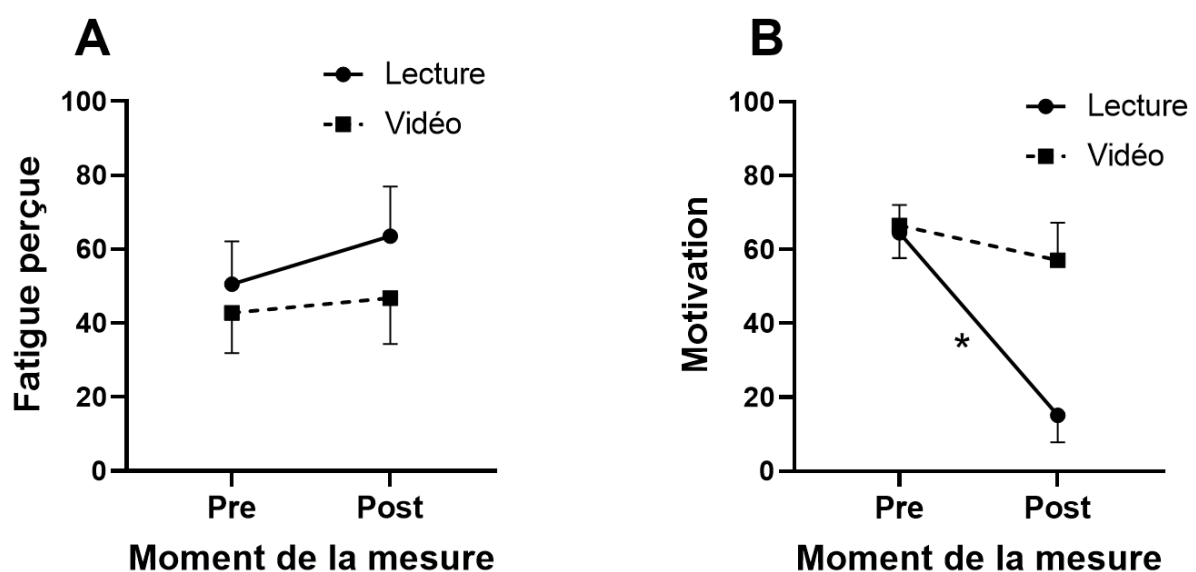 A
Lecture
Vidéo
100
80
60
40
20
0
Fatigue perçue
Pre
Post
Moment de la mesure
B
Lecture
Vidéo
100
80
60
40
20
0
Motivation
*
Pre
Post
Moment de la mesure